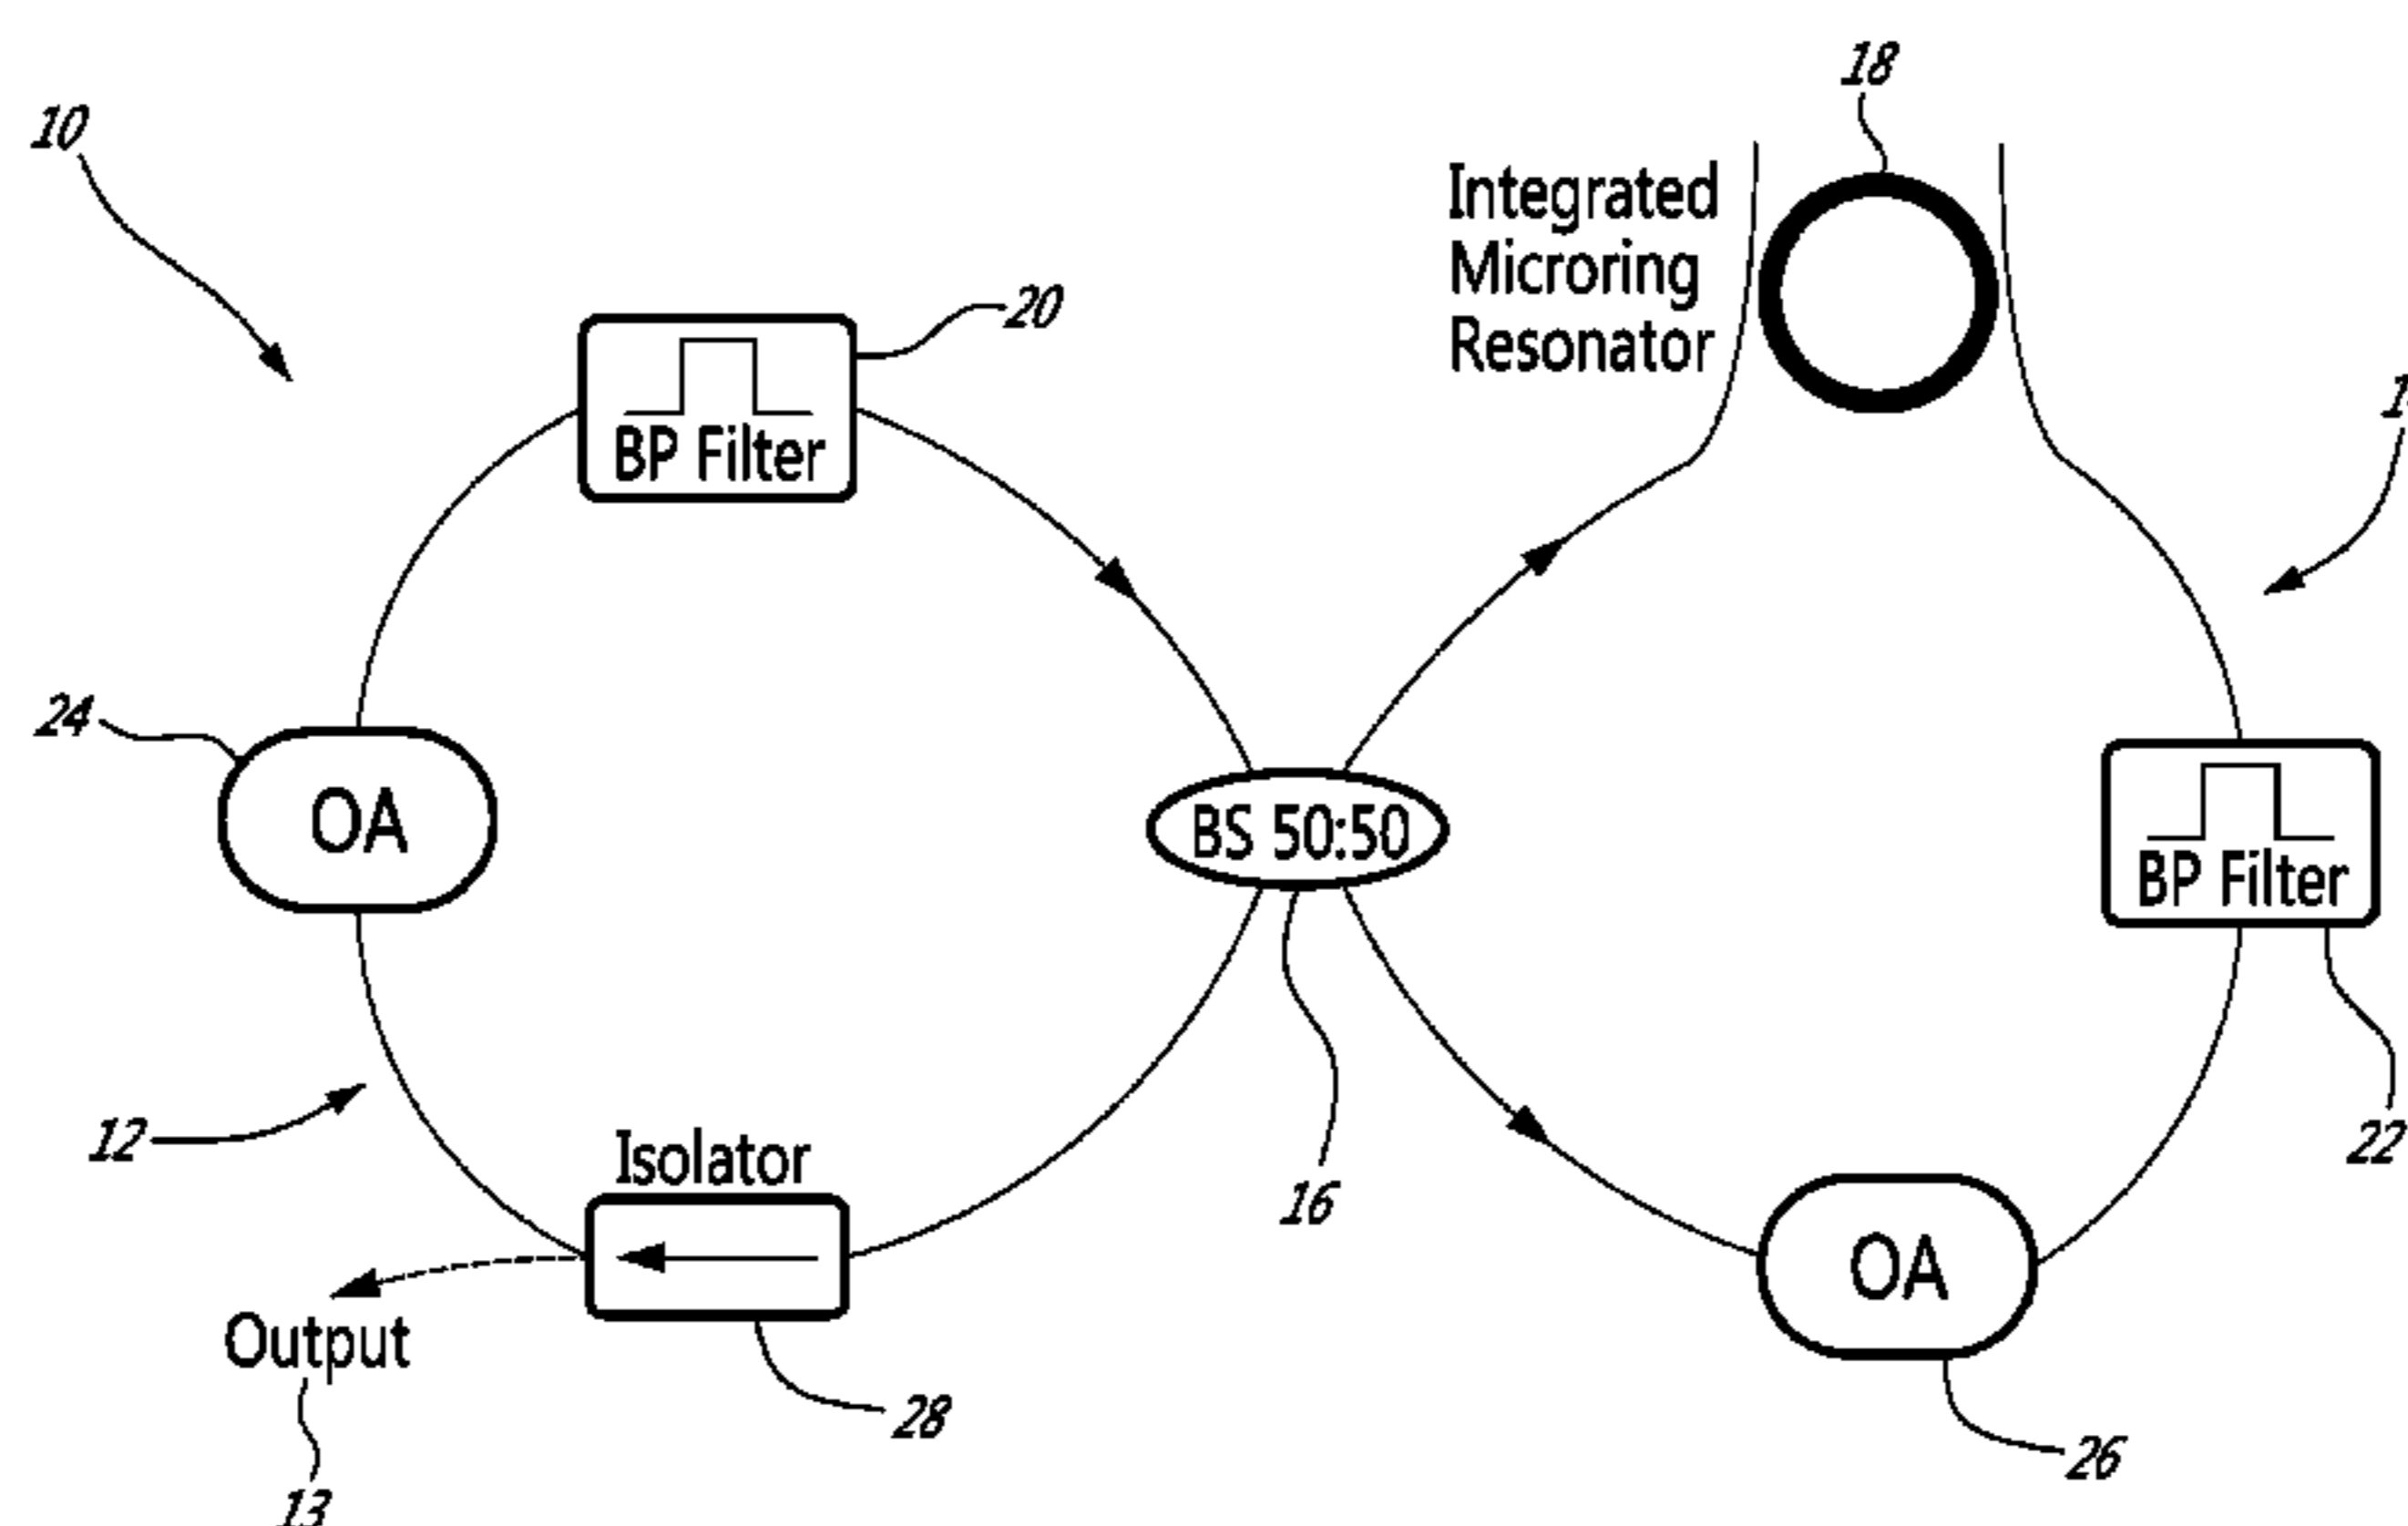 18
10
Integrated
Microring
Resonator
20
BP Filter
24
OA
BS 50:50
BP Filter
12
Isolator
16
22
OA
Output
28
26
13